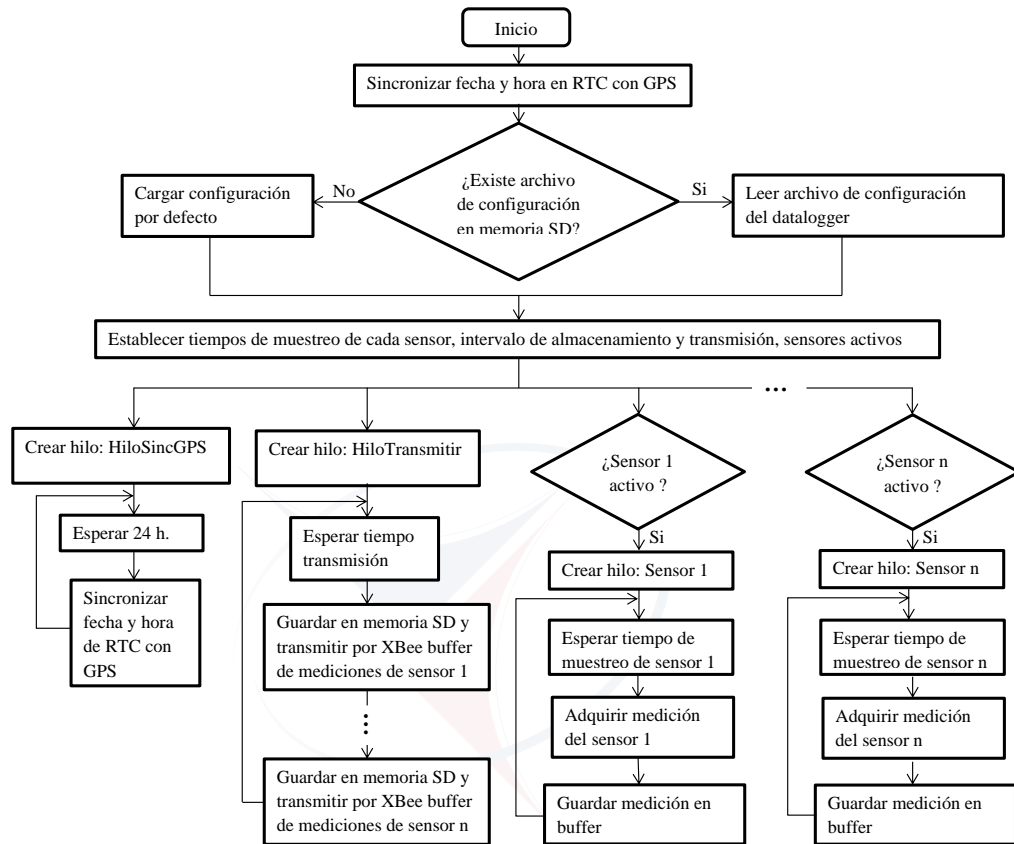 Inicio
Sincronizar fecha y hora en RTC con GPS
¿Existe archivo
de configuración
en memoria SD?
No
Si
Cargar configuración
por defecto
Leer archivo de configuración
del datalogger
Establecer tiempos de muestreo de cada sensor, intervalo de almacenamiento y transmisión, sensores activos
...
Crear hilo: HiloSincGPS
Esperar 24 h.
Sincronizar
fecha y hora
de RTC con
GPS
Crear hilo: HiloTransmitir
Esperar tiempo
transmisión
Guardar en memoria SD y
transmitir por XBee buffer
de mediciones de sensor 1
...
Guardar en memoria SD y
transmitir por XBee buffer
de mediciones de sensor n
¿Sensor 1
activo ?
Si
Crear hilo: Sensor 1
Esperar tiempo de
muestreo de sensor 1
Adquirir medición
del sensor 1
Guardar medición en
buffer
¿Sensor n
activo ?
Si
Crear hilo: Sensor n
Esperar tiempo de
muestreo de sensor n
Adquirir medición
del sensor n
Guardar medición en
buffer